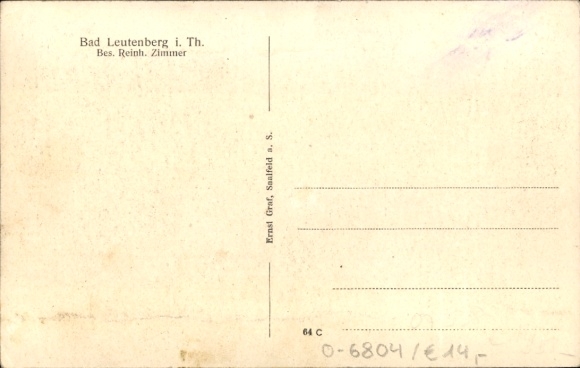 Bad Leutenberg i. Th.
Bes. Reinh. Zimmer
Ernst Graf, Saalfeld a. S.
64 C
O-6804/€ 14,-